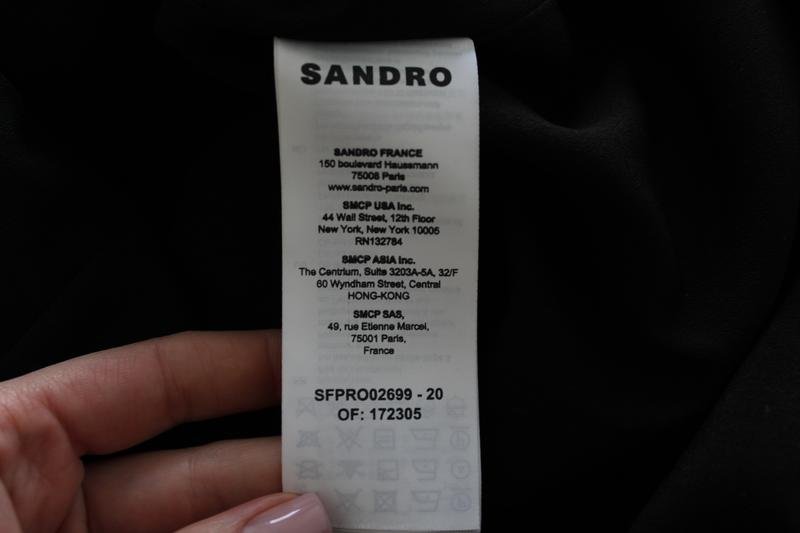 SANDRO
SANDRO FRANCE
150 boulevard Haussmann
75008 Paris
www.sandro-paris.com
SMCP USA Inc.
44 Wall Street, 12th Floor
New York, New York 10005
RN132784
SMCP ASIA Inc.
The Centrium, Suite 3203A-5A, 32/F
60 Wyndham Street, Central
HONG-KONG
SMCP SAS,
49, rue Etienne Marcel,
75001 Paris,
France
SFPRO02699 - 20
OF: 172305